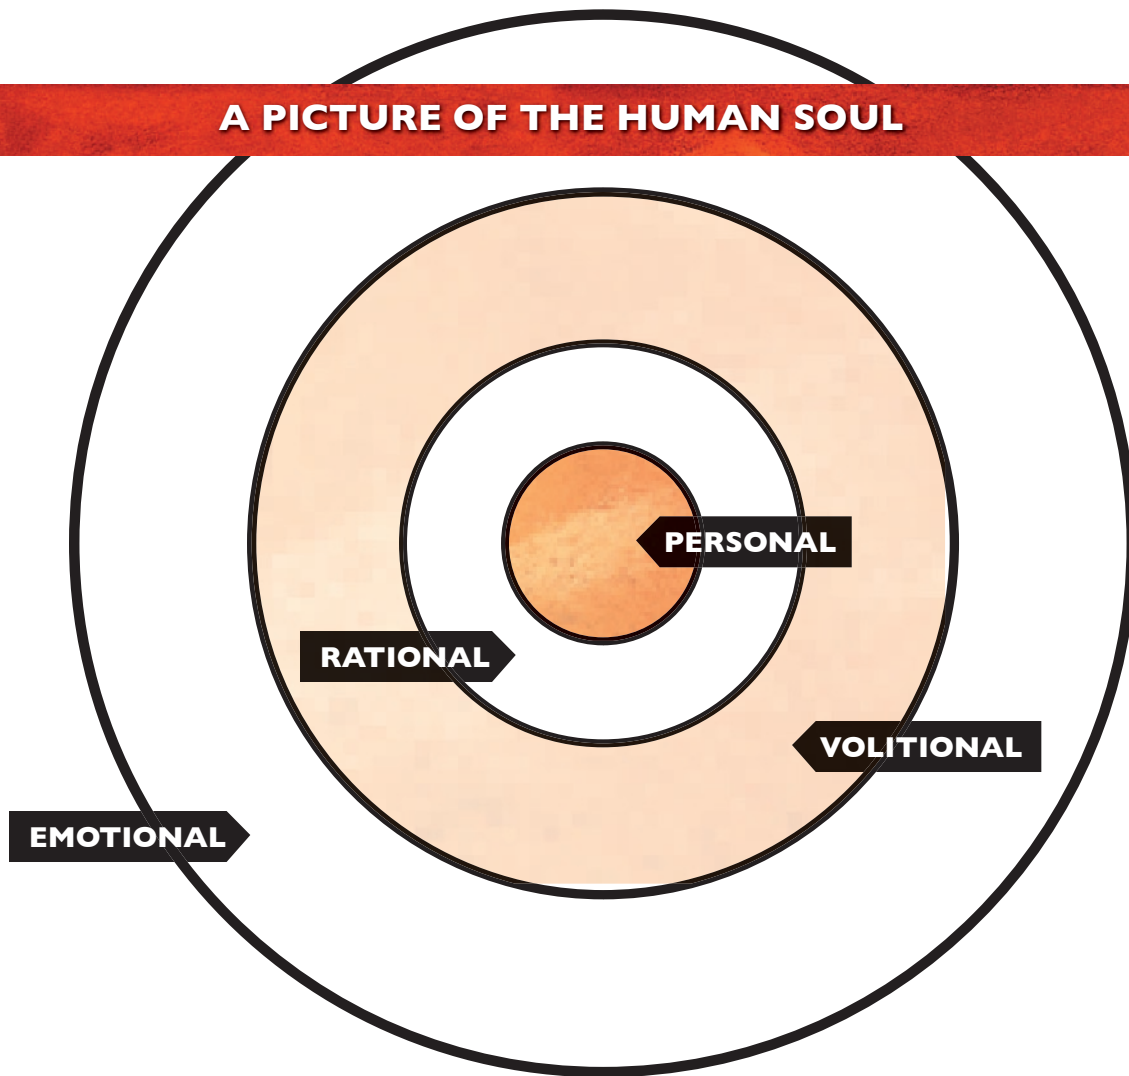 A PICTURE OF THE HUMAN SOUL
PERSONAL
RATIONAL
VOLITIONAL
EMOTIONAL